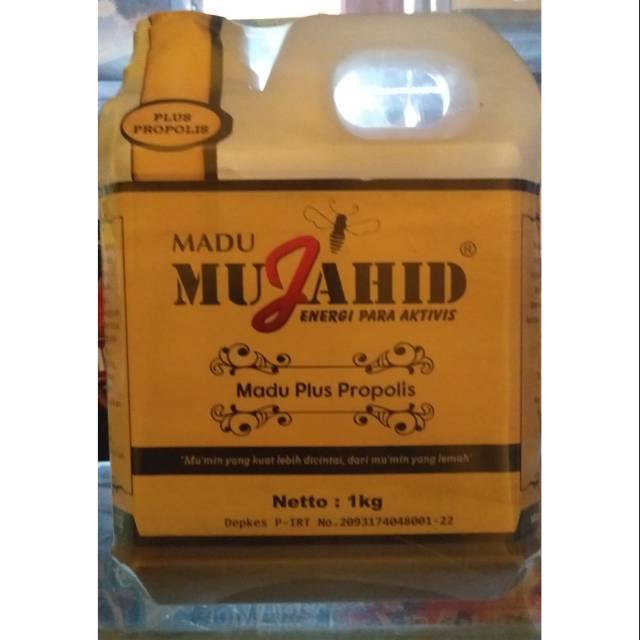 PLUS
PROPOLIS
MADU
MUJAHID ®
ENERGI PARA AKTIVIS
Madu Plus Propolis
"Mu'min yang kuat lebih dicintai, dari mu'min yang lemah"
Netto : 1kg
Depkes P-IRT No.2093174048001-22